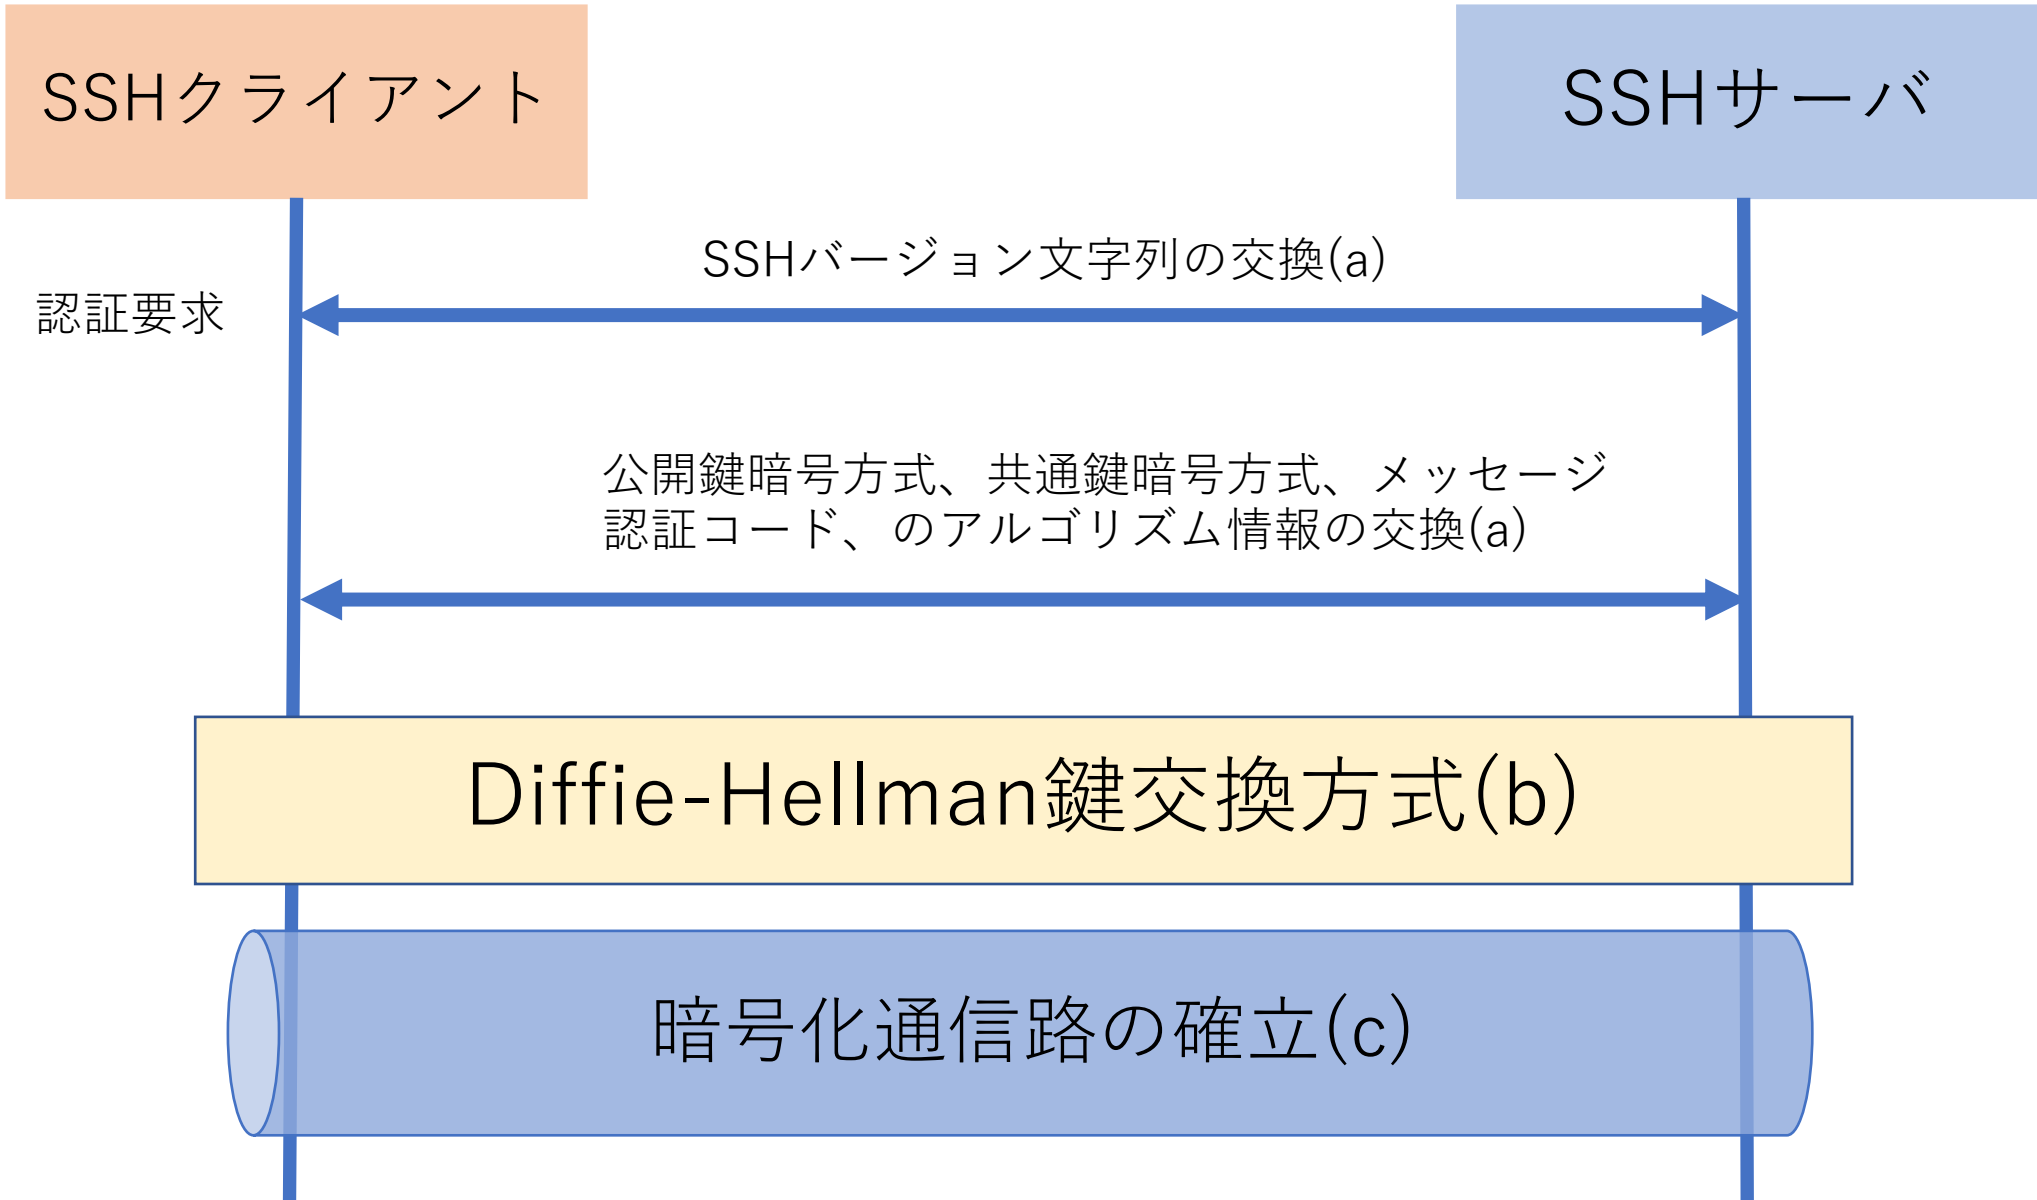 SSHクライアント
SSHサーバ
SSHバージョン文字列の交換(a)
認証要求
公開鍵暗号方式、共通鍵暗号方式、メッセージ
認証コード、のアルゴリズム情報の交換(a)
Diffie-Hellman鍵交換方式(b)
暗号化通信路の確立(c)